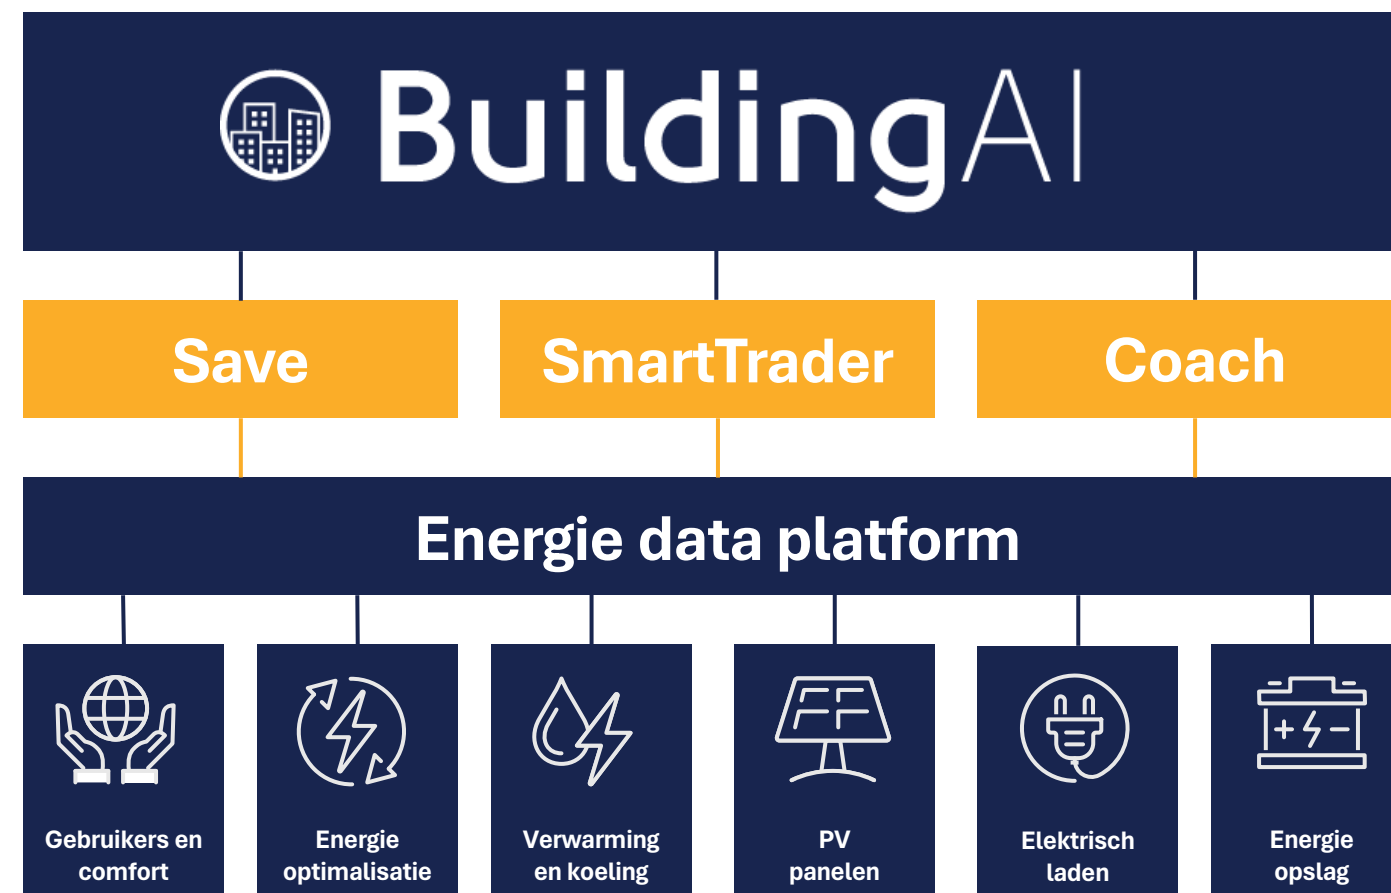 BuildingAI
Save
SmartTrader
Coach
Energie data platform
Gebruikers en
comfort
Energie
optimalisatie
Verwarming
en koeling
PV
panelen
Elektrisch
laden
Energie
opslag